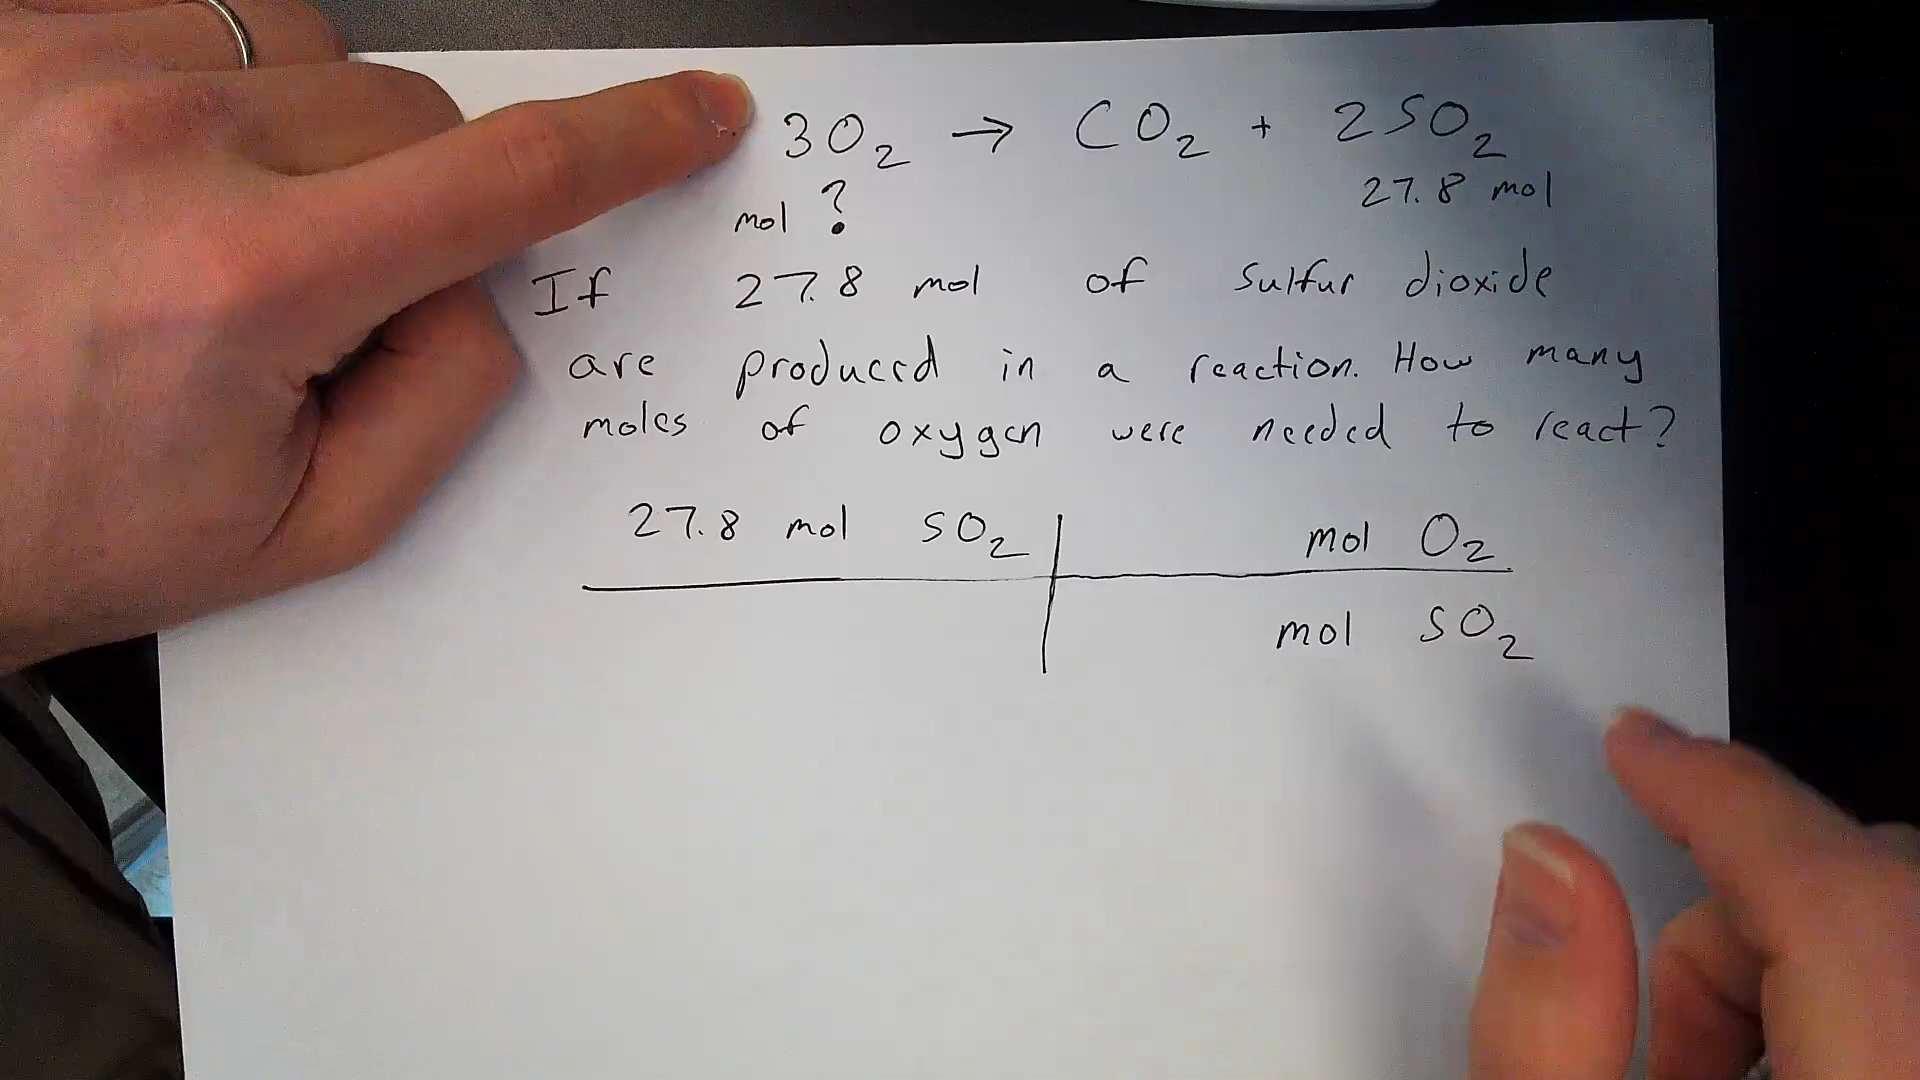 3O₂ → CO₂ + 2SO₂
mol ? 27.8 mol
If 27.8 mol of sulfur dioxide
are produced in a reaction. How many
moles of oxygen were needed to react?
27.8 mol SO₂ | mol O₂
mol SO₂